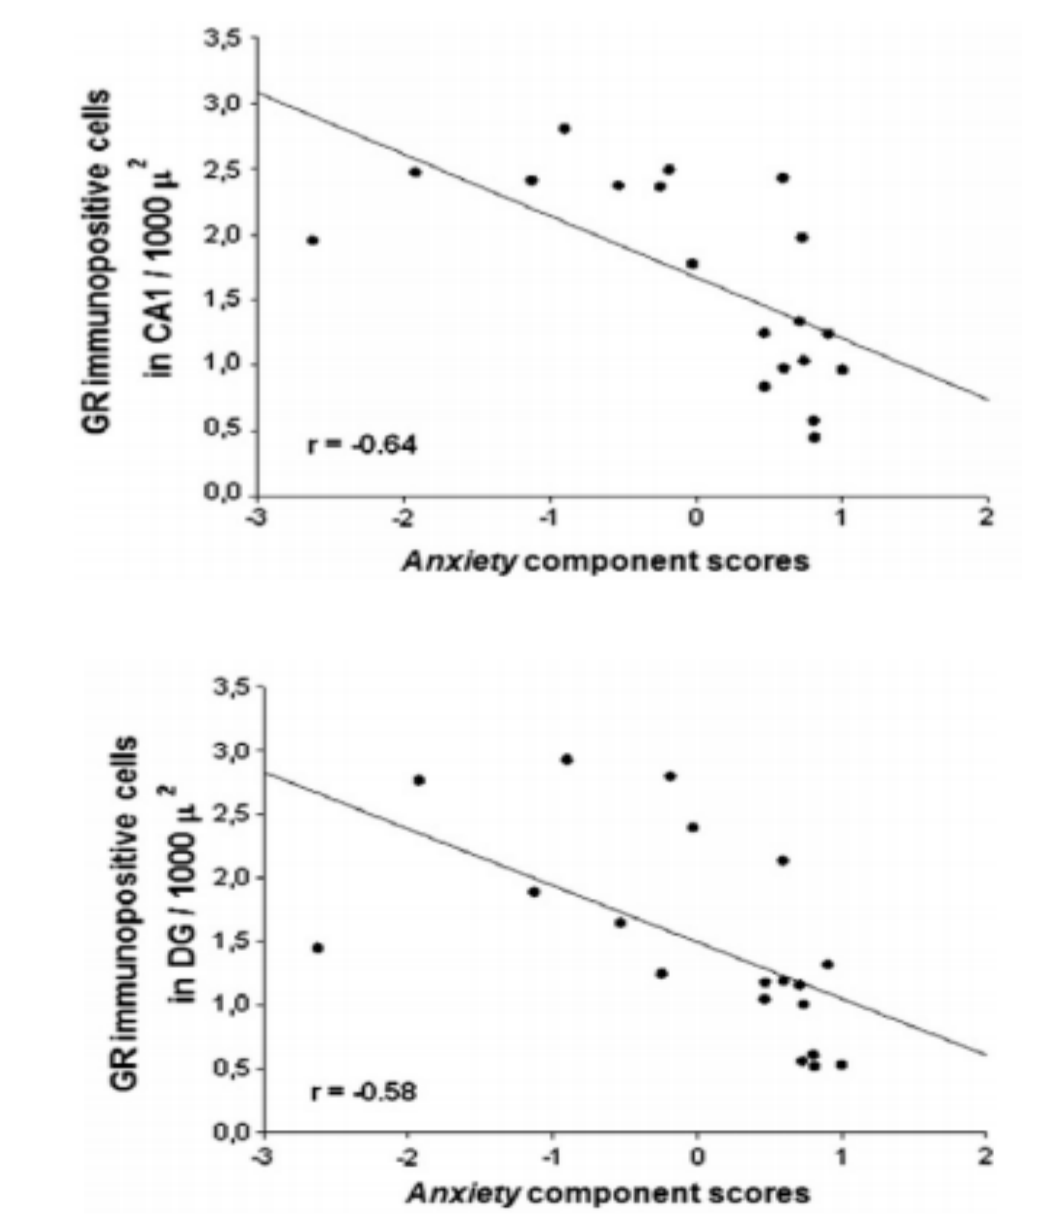 3,5
3,0
2,5
2,0
1,5
1,0
0,5
0,0
GR immunopositive cells
in CA1 / 1000 μ²
r = -0.64
-3 -2 -1 0 1 2
Anxiety component scores
3,5
3,0
2,5
2,0
1,5
1,0
0,5
0,0
GR immunopositive cells
in DG / 1000 μ²
r = -0.58
-3 -2 -1 0 1 2
Anxiety component scores